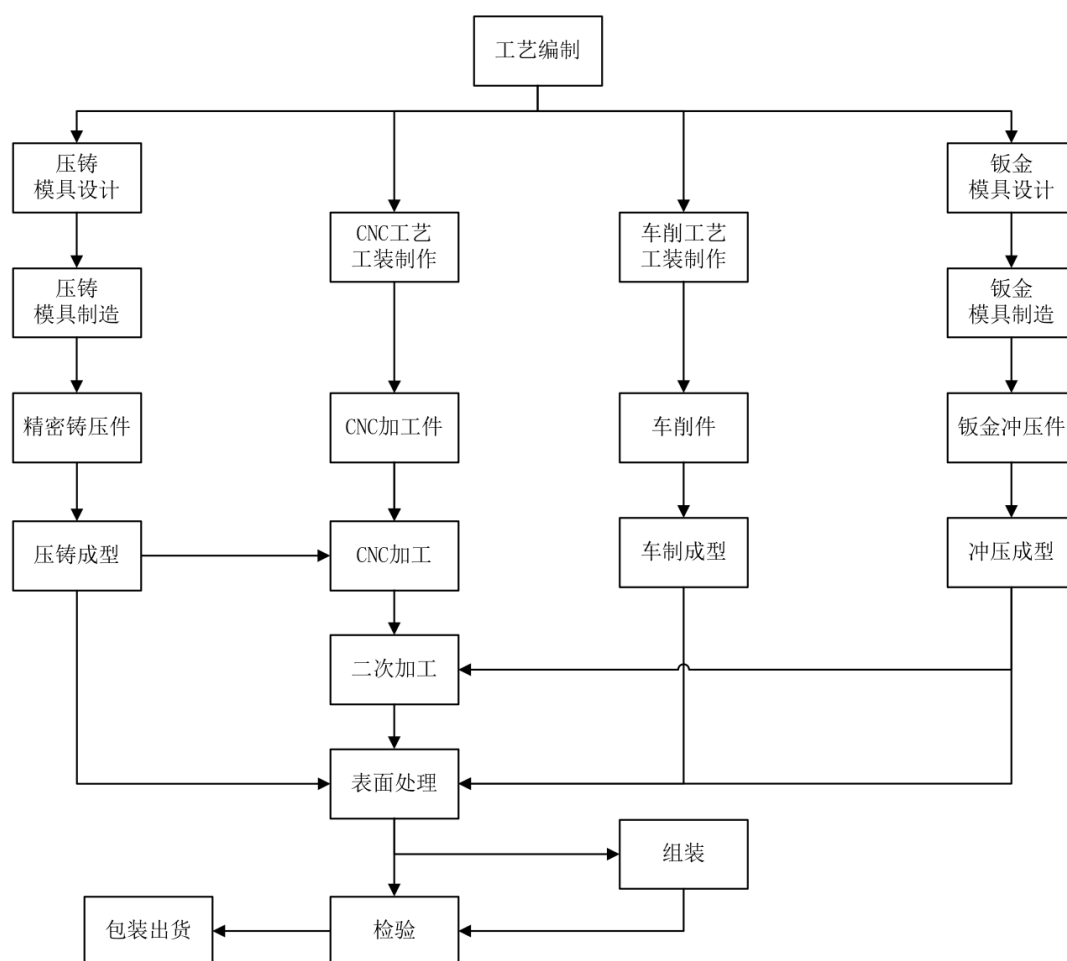 工艺编制
压铸
模具设计
钣金
模具设计
CNC工艺
工装制作
车削工艺
工装制作
压铸
模具制造
钣金
模具制造
精密铸压件
CNC加工件
车削件
钣金冲压件
压铸成型
CNC加工
车制成型
冲压成型
二次加工
表面处理
组装
包装出货
检验